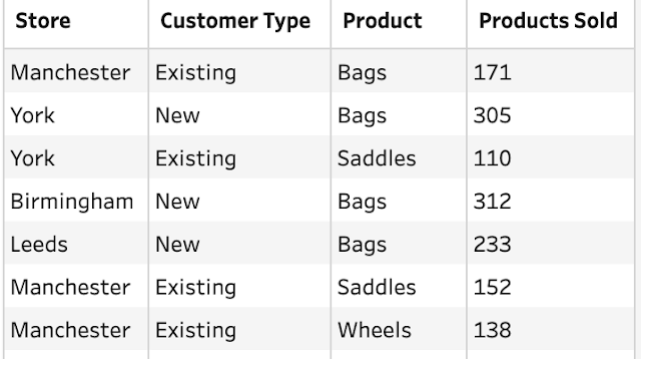 Store Customer Type Product Products Sold
Manchester Existing Bags 171
York New Bags 305
York Existing Saddles 110
Birmingham New Bags 312
Leeds New Bags 233
Manchester Existing Saddles 152
Manchester Existing Wheels 138